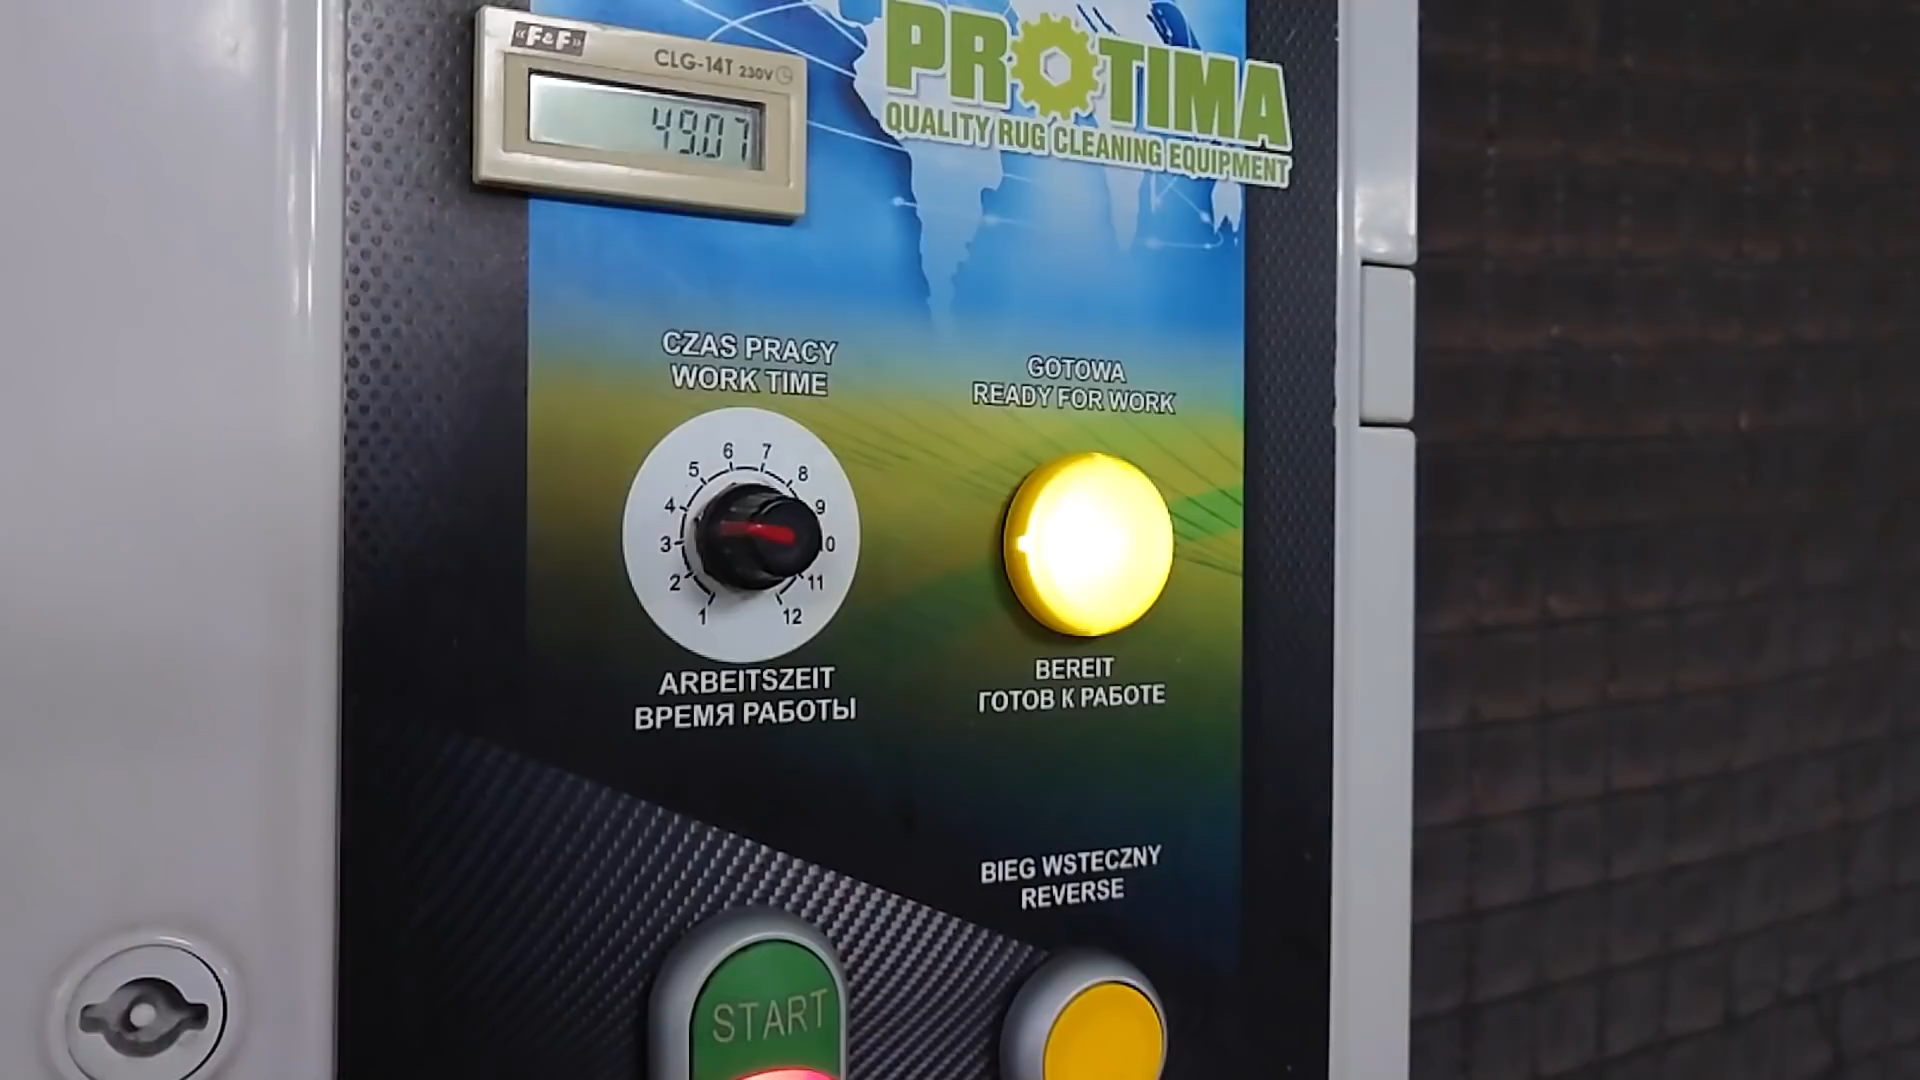 «F&F»
CLG-14T 230V
49.07
PROTIMA
QUALITY RUG CLEANING EQUIPMENT
CZAS PRACY
WORK TIME
1 2 3 4 5 6 7 8 9 0 11 12
ARBEITSZEIT
ВРЕМЯ РАБОТЫ
GOTOWA
READY FOR WORK
BEREIT
ГОТОВ К РАБОТЕ
BIEG WSTECZNY
REVERSE
START